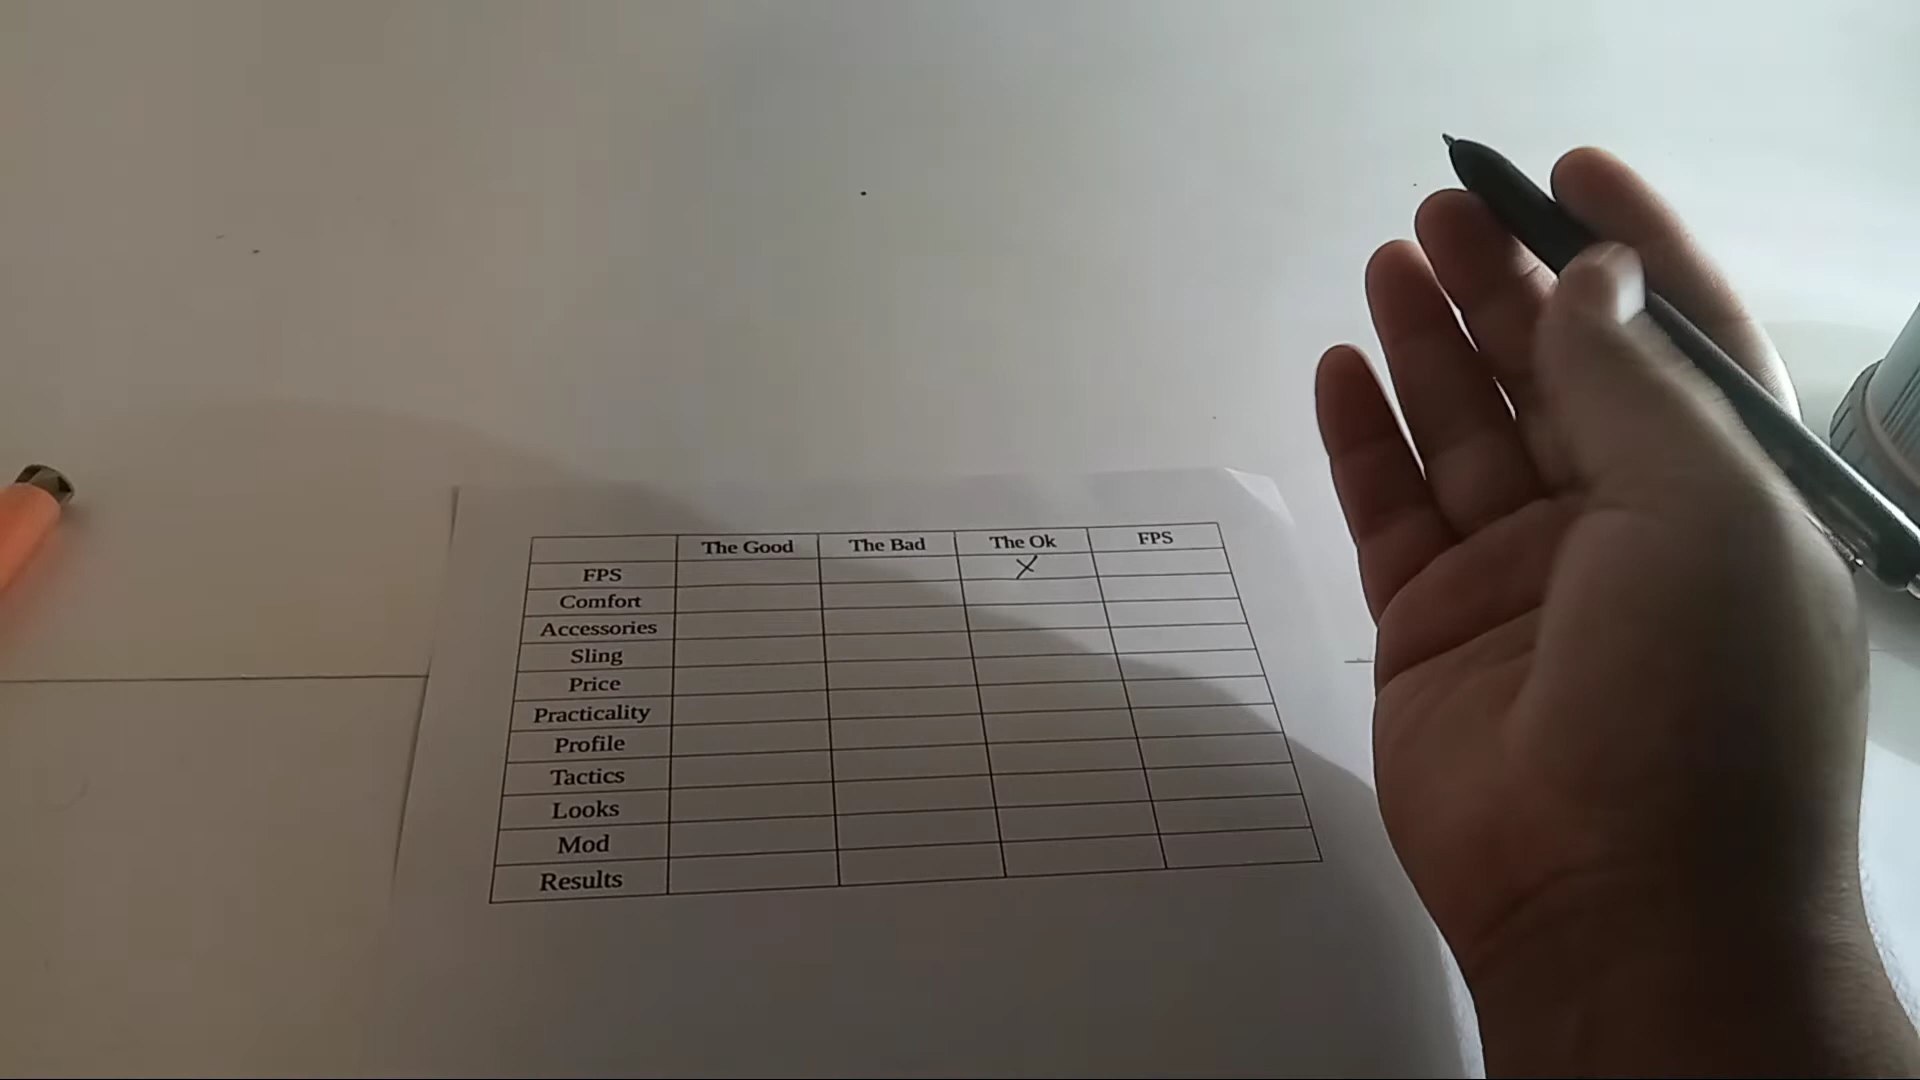 The Good The Bad The Ok FPS
FPS X
Comfort
Accessories
Sling
Price
Practicality
Profile
Tactics
Looks
Mod
Results